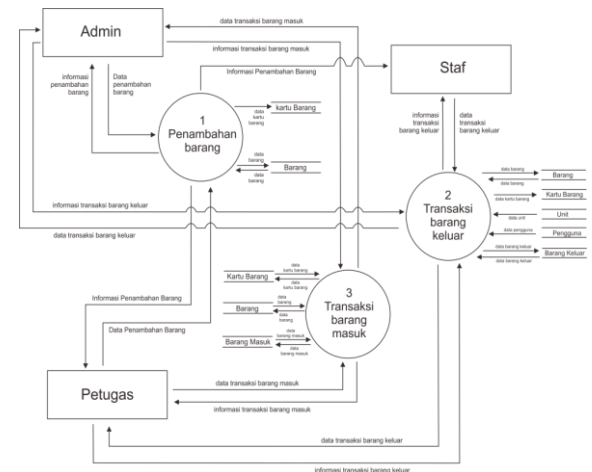 data transaksi barang masuk
Admin
informasi transaksi barang masuk
Informasi Penambahan Barang
Staf
informasi
penambahan
barang
Data
penambahan
barang
1
Penambahan
barang
data
kartu
barang
kartu Barang
data
barang
data
barang
Barang
informasi
transaksi
barang keluar
data
transaksi
barang keluar
2
Transaksi
barang
keluar
data barang
data barang
Barang
data kartu barang
Kartu Barang
data unit
Unit
data pengguna
Pengguna
data barang keluar
data barang keluar
Barang Keluar
informasi transaksi barang keluar
data transaksi barang keluar
Kartu Barang
data
kartu barang
data
kartu barang
Barang
data
barang
data
barang
Barang Masuk
data
barang masuk
data
barang masuk
3
Transaksi
barang
masuk
Informasi Penambahan Barang
Data Penambahan Barang
Petugas
data transaksi barang masuk
informasi transaksi barang masuk
data transaksi barang keluar
informasi transaksi barang keluar